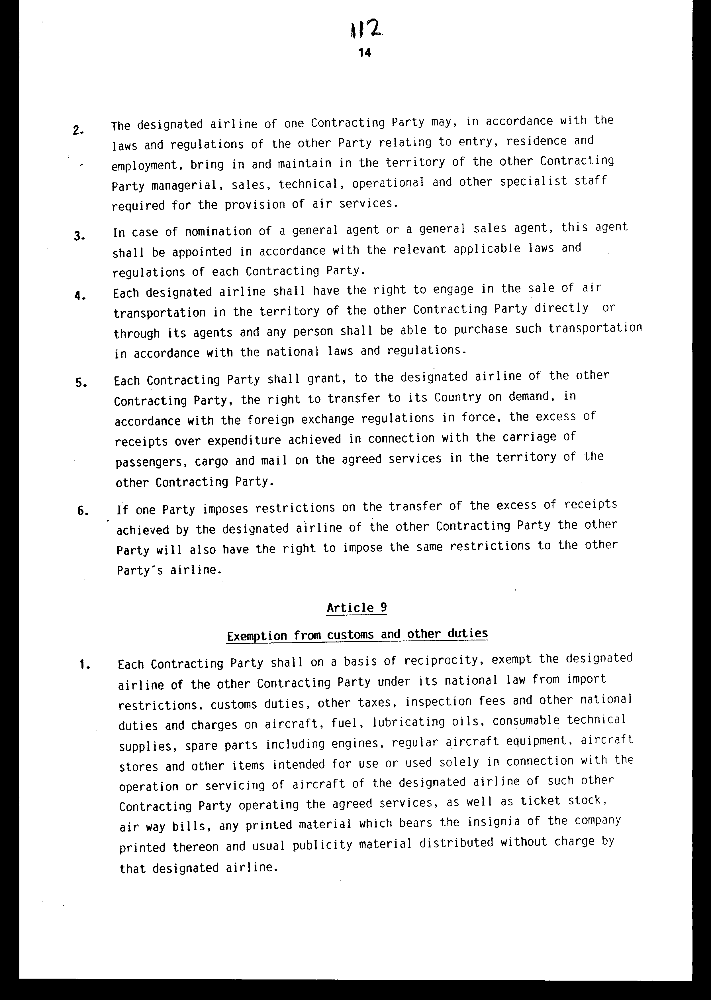 112
14
2. The designated airline of one Contracting Party may, in accordance with the
laws and regulations of the other Party relating to entry, residence and
employment, bring in and maintain in the territory of the other Contracting
Party managerial, sales, technical, operational and other specialist staff
required for the provision of air services.
3. In case of nomination of a general agent or a general sales agent, this agent
shall be appointed in accordance with the relevant applicable laws and
regulations of each Contracting Party.
4. Each designated airline shall have the right to engage in the sale of air
transportation in the territory of the other Contracting Party directly or
through its agents and any person shall be able to purchase such transportation
in accordance with the national laws and regulations.
5. Each Contracting Party shall grant, to the designated airline of the other
Contracting Party, the right to transfer to its Country on demand, in
accordance with the foreign exchange regulations in force, the excess of
receipts over expenditure achieved in connection with the carriage of
passengers, cargo and mail on the agreed services in the territory of the
other Contracting Party.
6. If one Party imposes restrictions on the transfer of the excess of receipts
achieved by the designated airline of the other Contracting Party the other
Party will also have the right to impose the same restrictions to the other
Party´s airline.
Article 9
Exemption from customs and other duties
1. Each Contracting Party shall on a basis of reciprocity, exempt the designated
airline of the other Contracting Party under its national law from import
restrictions, customs duties, other taxes, inspection fees and other national
duties and charges on aircraft, fuel, lubricating oils, consumable technical
supplies, spare parts including engines, regular aircraft equipment, aircraft
stores and other items intended for use or used solely in connection with the
operation or servicing of aircraft of the designated airline of such other
Contracting Party operating the agreed services, as well as ticket stock,
air way bills, any printed material which bears the insignia of the company
printed thereon and usual publicity material distributed without charge by
that designated airline.